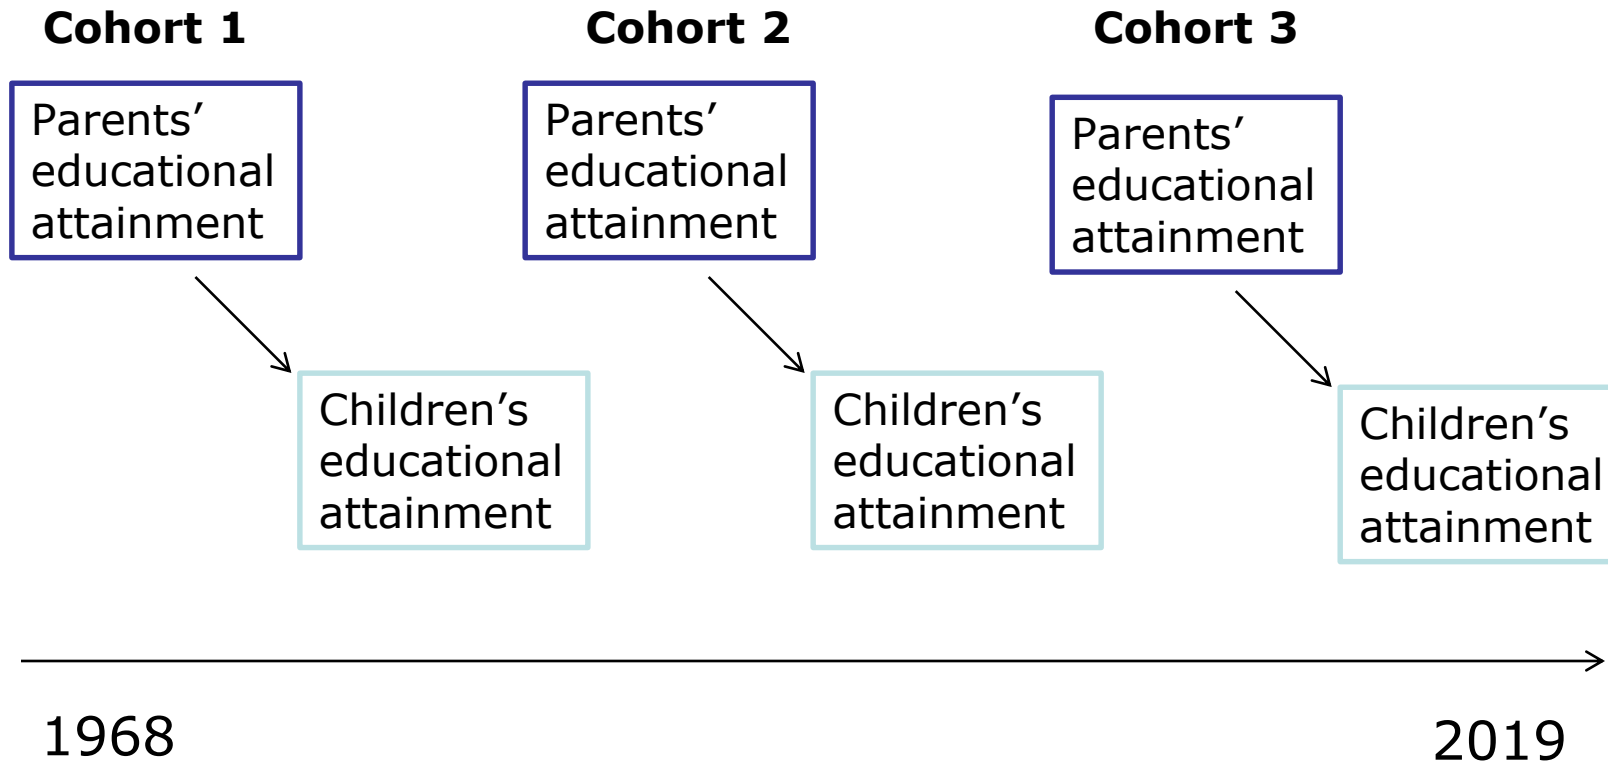 Cohort 1
Cohort 2
Cohort 3
Parents’
educational
attainment
Parents’
educational
attainment
Parents’
educational
attainment
Children’s
educational
attainment
Children’s
educational
attainment
Children’s
educational
attainment
1968
2019